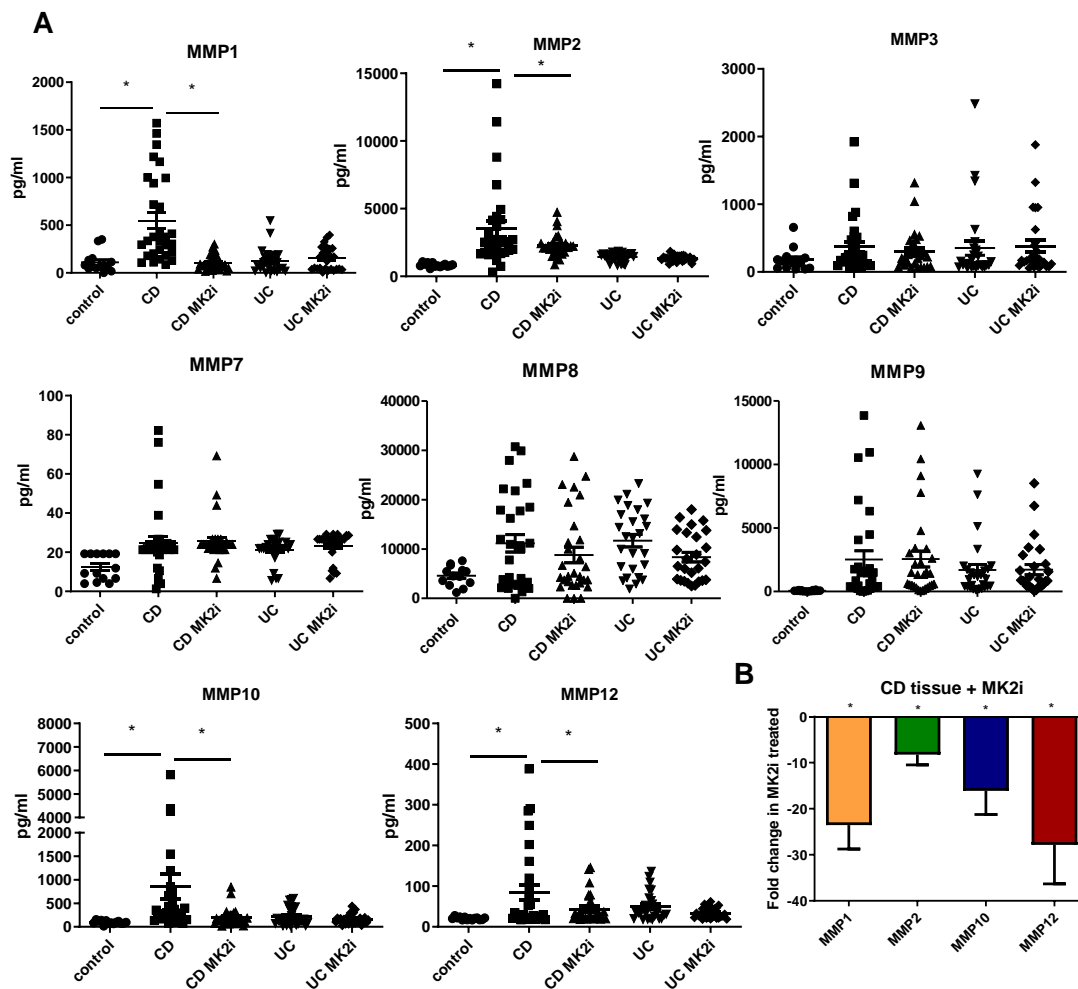 A
MMP1
2000
1500
1000
500
0
pg/ml
* *
control
CD
CD MK2i
UC
UC MK2i
MMP2
15000
10000
5000
0
pg/ml
* *
control
CD
CD MK2i
UC
UC MK2i
MMP3
3000
2000
1000
0
pg/ml
control
CD
CD MK2i
UC
UC MK2i
MMP7
100
80
60
40
20
0
pg/ml
control
CD
CD MK2i
UC
UC MK2i
MMP8
40000
30000
20000
10000
0
pg/ml
control
CD
CD MK2i
UC
UC MK2i
MMP9
15000
10000
5000
0
pg/ml
control
CD
CD MK2i
UC
UC MK2i
MMP10
8000
7000
6000
5000
4000
2000
1500
1000
500
0
pg/ml
* *
control
CD
CD MK2i
UC
UC MK2i
MMP12
500
400
300
200
100
0
pg/ml
* *
control
CD
CD MK2i
UC
UC MK2i
B
CD tissue + MK2i
* * * *
0
-10
-20
-30
-40
Fold change in MK2i treated
MMP1
MMP2
MMP10
MMP12